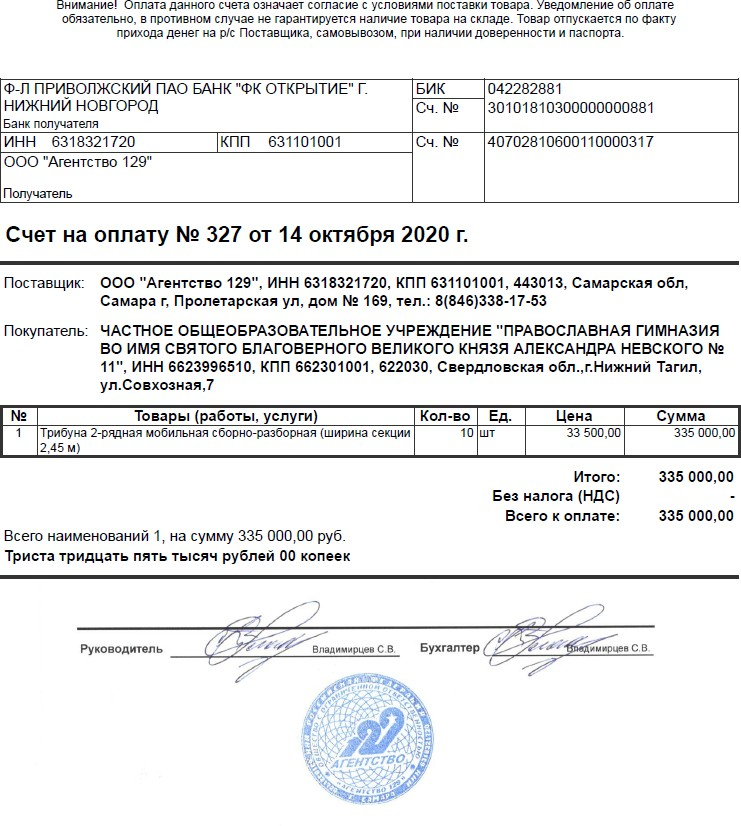 Внимание! Оплата данного счета означает согласие с условиями поставки товара. Уведомление об оплате
обязательно, в противном случае не гарантируется наличие товара на складе. Товар отпускается по факту
прихода денег на р/с Поставщика, самовывозом, при наличии доверенности и паспорта.
Ф-Л ПРИВОЛЖСКИЙ ПАО БАНК "ФК ОТКРЫТИЕ" Г.
НИЖНИЙ НОВГОРОД
Банк получателя
БИК 042282881
Сч. № 30101810300000000881
ИНН 6318321720 КПП 631101001 Сч. № 40702810600110000317
ООО "Агентство 129"
Получатель
Счет на оплату № 327 от 14 октября 2020 г.
Поставщик: ООО "Агентство 129", ИНН 6318321720, КПП 631101001, 443013, Самарская обл,
Самара г, Пролетарская ул, дом № 169, тел.: 8(846)338-17-53
Покупатель: ЧАСТНОЕ ОБЩЕОБРАЗОВАТЕЛЬНОЕ УЧРЕЖДЕНИЕ "ПРАВОСЛАВНАЯ ГИМНАЗИЯ
ВО ИМЯ СВЯТОГО БЛАГОВЕРНОГО ВЕЛИКОГО КНЯЗЯ АЛЕКСАНДРА НЕВСКОГО №
11", ИНН 6623996510, КПП 662301001, 622030, Свердловская обл.,г.Нижний Тагил,
ул.Совхозная,7
№ Товары (работы, услуги) Кол-во Ед. Цена Сумма
1 Трибуна 2-рядная мобильная сборно-разборная (ширина секции 10 шт 33 500,00 335 000,00
2,45 м)
Итого: 335 000,00
Без налога (НДС) -
Всего к оплате: 335 000,00
Всего наименований 1, на сумму 335 000,00 руб.
Триста тридцать пять тысяч рублей 00 копеек
Руководитель Владимирцев С.В. Бухгалтер Владимирцев С.В.
129
АГЕНТСТВО